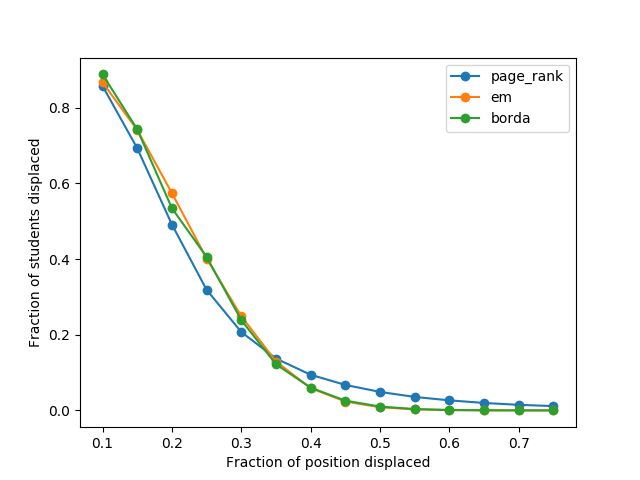 page_rank
em
borda
Fraction of students displaced
0.8
0.6
0.4
0.2
0.0
0.1
0.2
0.3
0.4
0.5
0.6
0.7
Fraction of position displaced